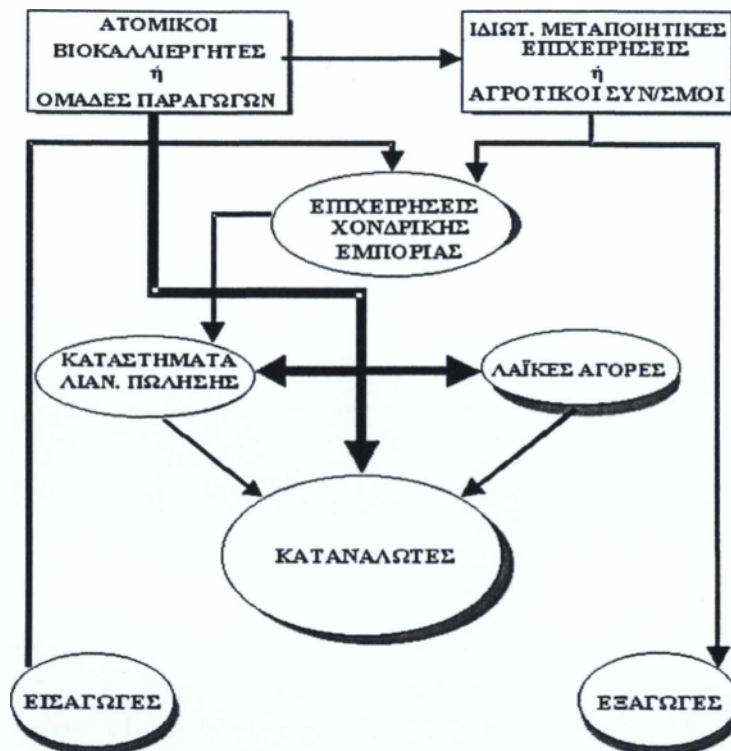 ΑΤΟΜΙΚΟΙ
ΒΙΟΚΑΛΛΙΕΡΓΗΤΕΣ
ή
ΟΜΑΔΕΣ ΠΑΡΑΓΩΓΩΝ
ΙΔΙΩΤ. ΜΕΤΑΠΟΙΗΤΙΚΕΣ
ΕΠΙΧΕΙΡΗΣΕΙΣ
ή
ΑΓΡΟΤΙΚΟΙ ΣΥΝ/ΣΜΟΙ
ΕΠΙΧΕΙΡΗΣΕΙΣ
ΧΟΝΔΡΙΚΗΣ
ΕΜΠΟΡΙΑΣ
ΚΑΤΑΣΤΗΜΑΤΑ
ΛΙΑΝ. ΠΩΛΗΣΗΣ
ΛΑΪΚΕΣ ΑΓΟΡΕΣ
ΚΑΤΑΝΑΛΩΤΕΣ
ΕΙΣΑΓΩΓΕΣ
ΕΞΑΓΩΓΕΣ